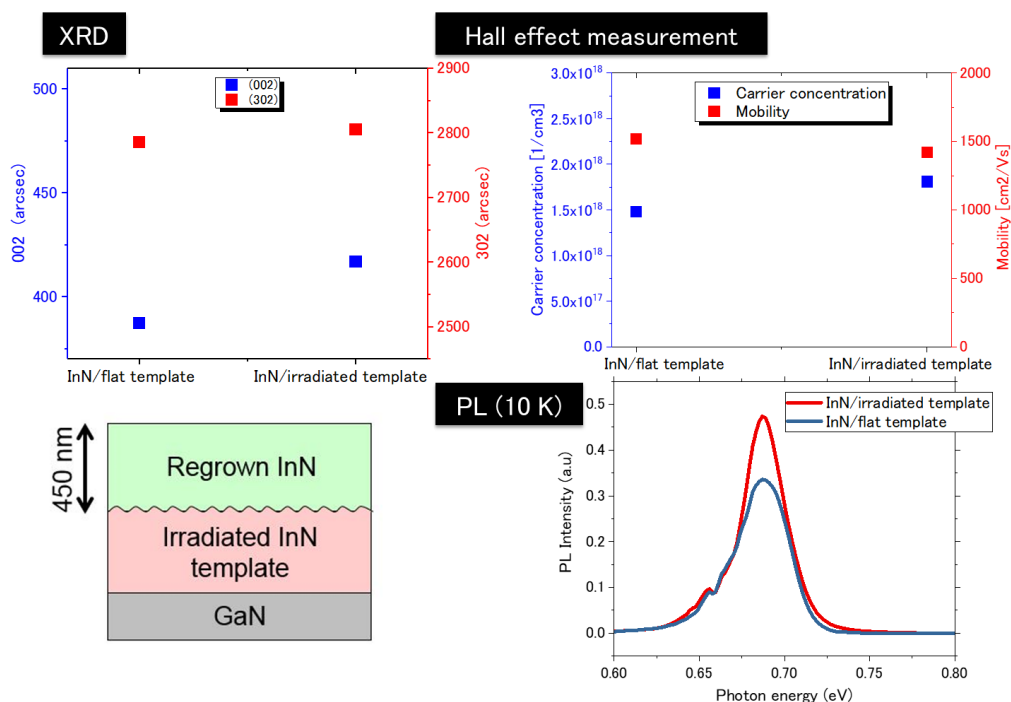 XRD
Hall effect measurement
500
450
400
002 (arcsec)
2900
2800
2700
2600
2500
302 (arcsec)
(002)
(302)
InN/flat template
InN/irradiated template
3.0x10¹⁸
2.5x10¹⁸
2.0x10¹⁸
1.5x10¹⁸
1.0x10¹⁸
5.0x10¹⁷
0.0
Carrier concentration [1/cm3]
Carrier concentration
Mobility
2000
1500
1000
500
0
Mobility [cm2/Vs]
InN/flat template
InN/irradiated template
PL (10 K)
450 nm
Regrown InN
Irradiated InN
template
GaN
0.5
0.4
0.3
0.2
0.1
0.0
PL Intensity (a.u)
InN/irradiated template
InN/flat template
0.60
0.65
0.70
0.75
0.80
Photon energy (eV)